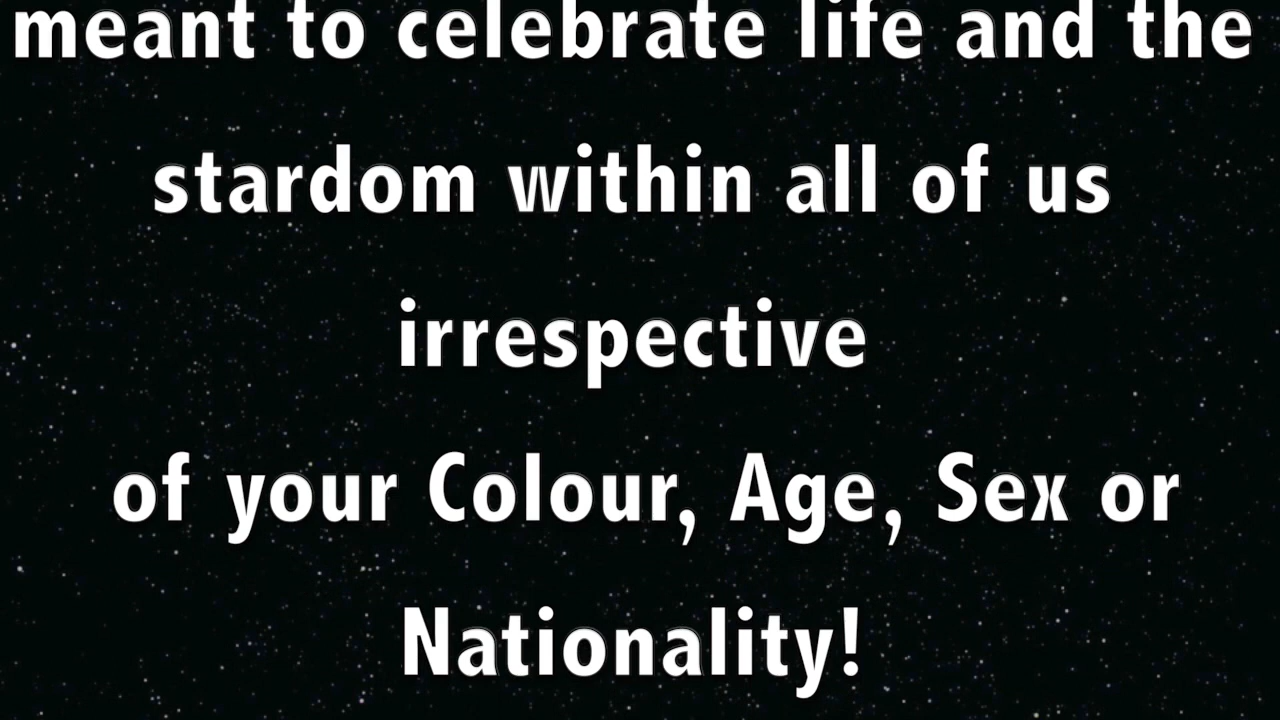 meant to celebrate life and the
stardom within all of us
irrespective
of your Colour, Age, Sex or
Nationality!